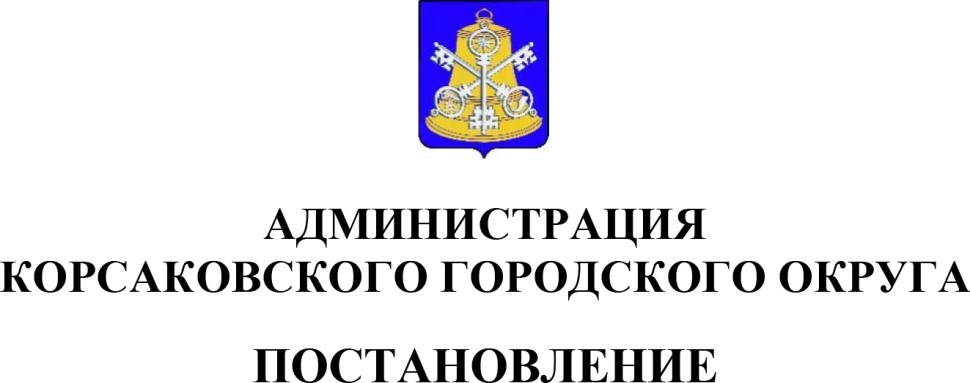 АДМИНИСТРАЦИЯ
КОРСАКОВСКОГО ГОРОДСКОГО ОКРУГА
ПОСТАНОВЛЕНИЕ